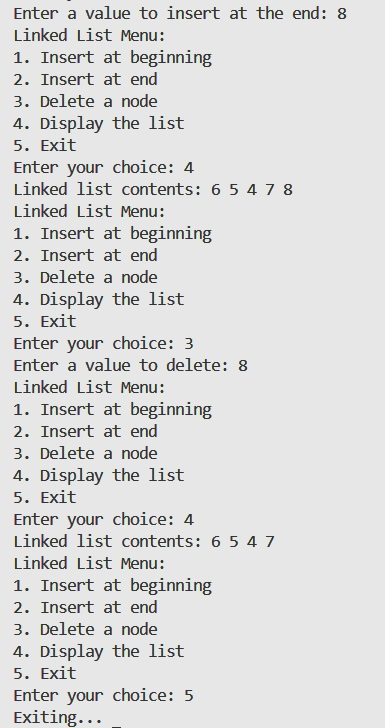 Enter a value to insert at the end: 8
Linked List Menu:
1. Insert at beginning
2. Insert at end
3. Delete a node
4. Display the list
5. Exit
Enter your choice: 4
Linked list contents: 6 5 4 7 8
Linked List Menu:
1. Insert at beginning
2. Insert at end
3. Delete a node
4. Display the list
5. Exit
Enter your choice: 3
Enter a value to delete: 8
Linked List Menu:
1. Insert at beginning
2. Insert at end
3. Delete a node
4. Display the list
5. Exit
Enter your choice: 4
Linked list contents: 6 5 4 7
Linked List Menu:
1. Insert at beginning
2. Insert at end
3. Delete a node
4. Display the list
5. Exit
Enter your choice: 5
Exiting... _